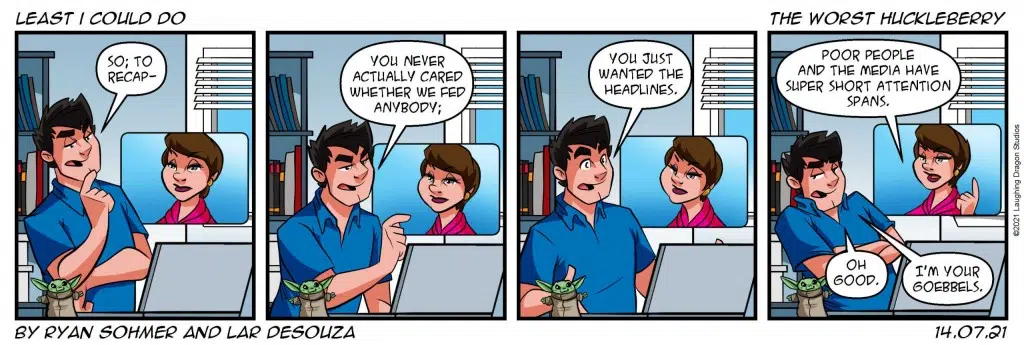 LEAST I COULD DO
THE WORST HUCKLEBERRY
SO; TO
RECAP-
YOU NEVER
ACTUALLY CARED
WHETHER WE FED
ANYBODY;
YOU JUST
WANTED THE
HEADLINES.
POOR PEOPLE
AND THE MEDIA HAVE
SUPER SHORT ATTENTION
SPANS.
OH
GOOD.
I'M YOUR
GOEBBELS.
©2021 Laughing Dragon Studios
BY RYAN SOHMER AND LAR DESOUZA
14.07.21